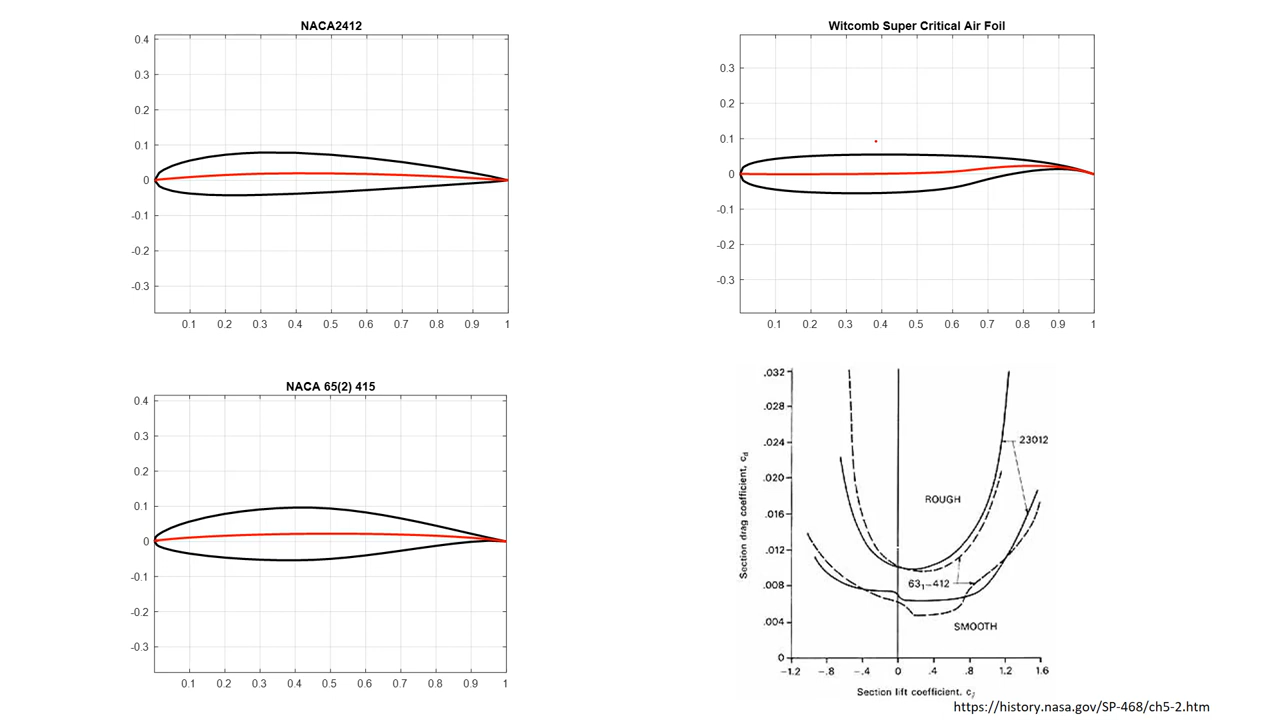 NACA2412
0.4
0.3
0.2
0.1
0
-0.1
-0.2
-0.3
0.1 0.2 0.3 0.4 0.5 0.6 0.7 0.8 0.9 1
Witcomb Super Critical Air Foil
0.3
0.2
0.1
0
-0.1
-0.2
-0.3
0.1 0.2 0.3 0.4 0.5 0.6 0.7 0.8 0.9 1
NACA 65(2) 415
0.4
0.3
0.2
0.1
0
-0.1
-0.2
-0.3
0.1 0.2 0.3 0.4 0.5 0.6 0.7 0.8 0.9 1
Section drag coefficient, cd
.032
.028
.024
.020
.016
.012
.008
.004
0
23012
ROUGH
63₁–412
SMOOTH
-1.2 -.8 -.4 0 .4 .8 1.2 1.6
Section lift coefficient, cl
https://history.nasa.gov/SP-468/ch5-2.htm